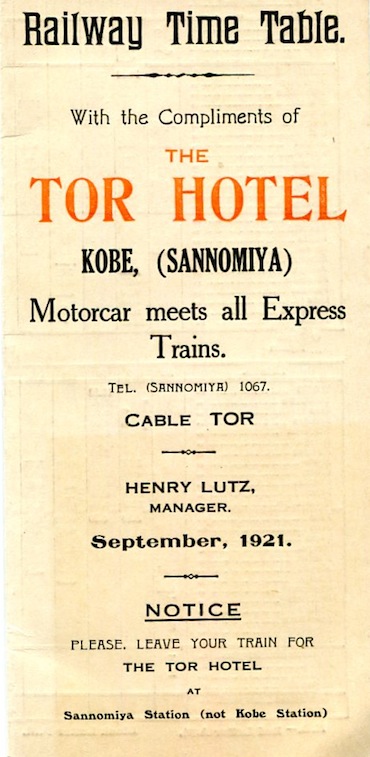 Railway Time Table.
With the Compliments of
THE
TOR HOTEL
KOBE, (SANNOMIYA)
Motorcar meets all Express
Trains.
TEL. (SANNOMIYA) 1067.
CABLE TOR
HENRY LUTZ,
MANAGER.
September, 1921.
NOTICE
PLEASE, LEAVE YOUR TRAIN FOR
THE TOR HOTEL
AT
Sannomiya Station (not Kobe Station)